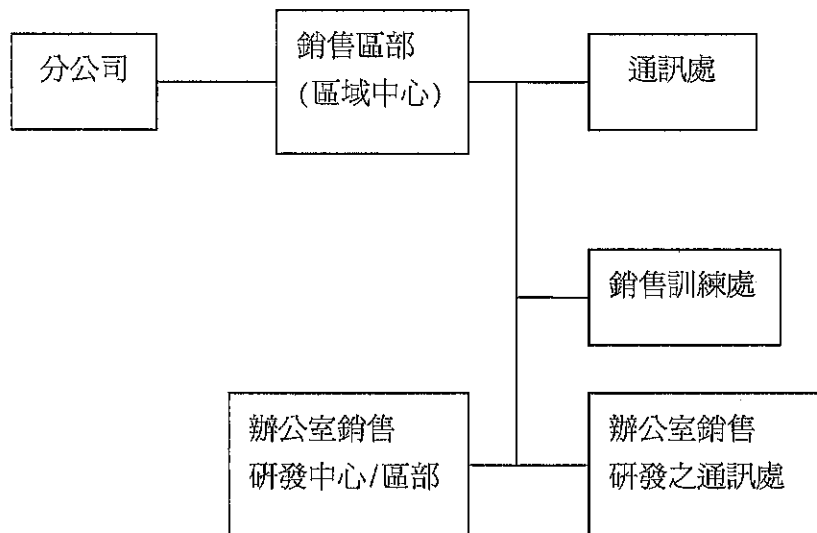 分公司
銷售區部
(區域中心)
通訊處
銷售訓練處
辦公室銷售
研發中心/區部
辦公室銷售
研發之通訊處